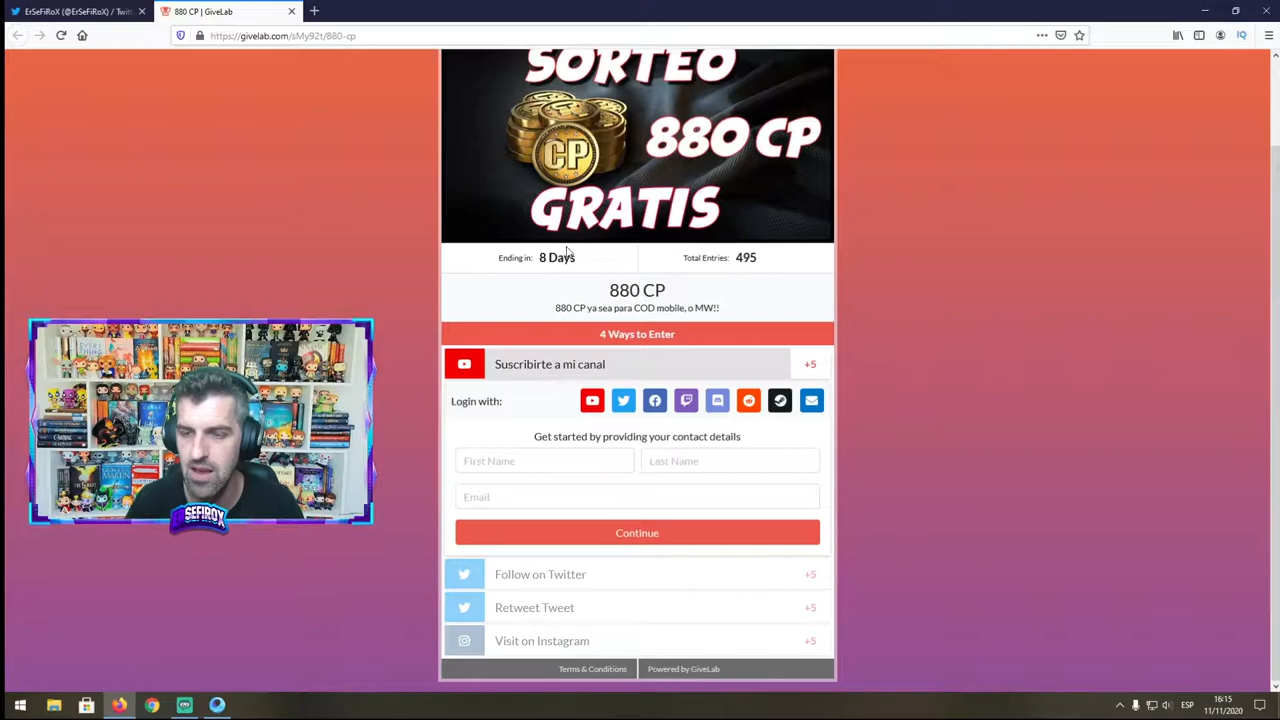 ErSeFiRoX (@ErSeFiRoX) / Twitt
880 CP | GiveLab
https://givelab.com/sMy92t/880-cp
SORTEO
880 CP
CP
GRATIS
Ending in: 8 Days
Total Entries: 495
880 CP
880 CP ya sea para COD mobile, o MW!!
4 Ways to Enter
Suscribirte a mi canal +5
Login with:
Get started by providing your contact details
First Name
Last Name
Email
Continue
Follow on Twitter +5
Retweet Tweet +5
Visit on Instagram +5
Terms & Conditions
Powered by GiveLab
SEFIROX
ESP
16:15
11/11/2020